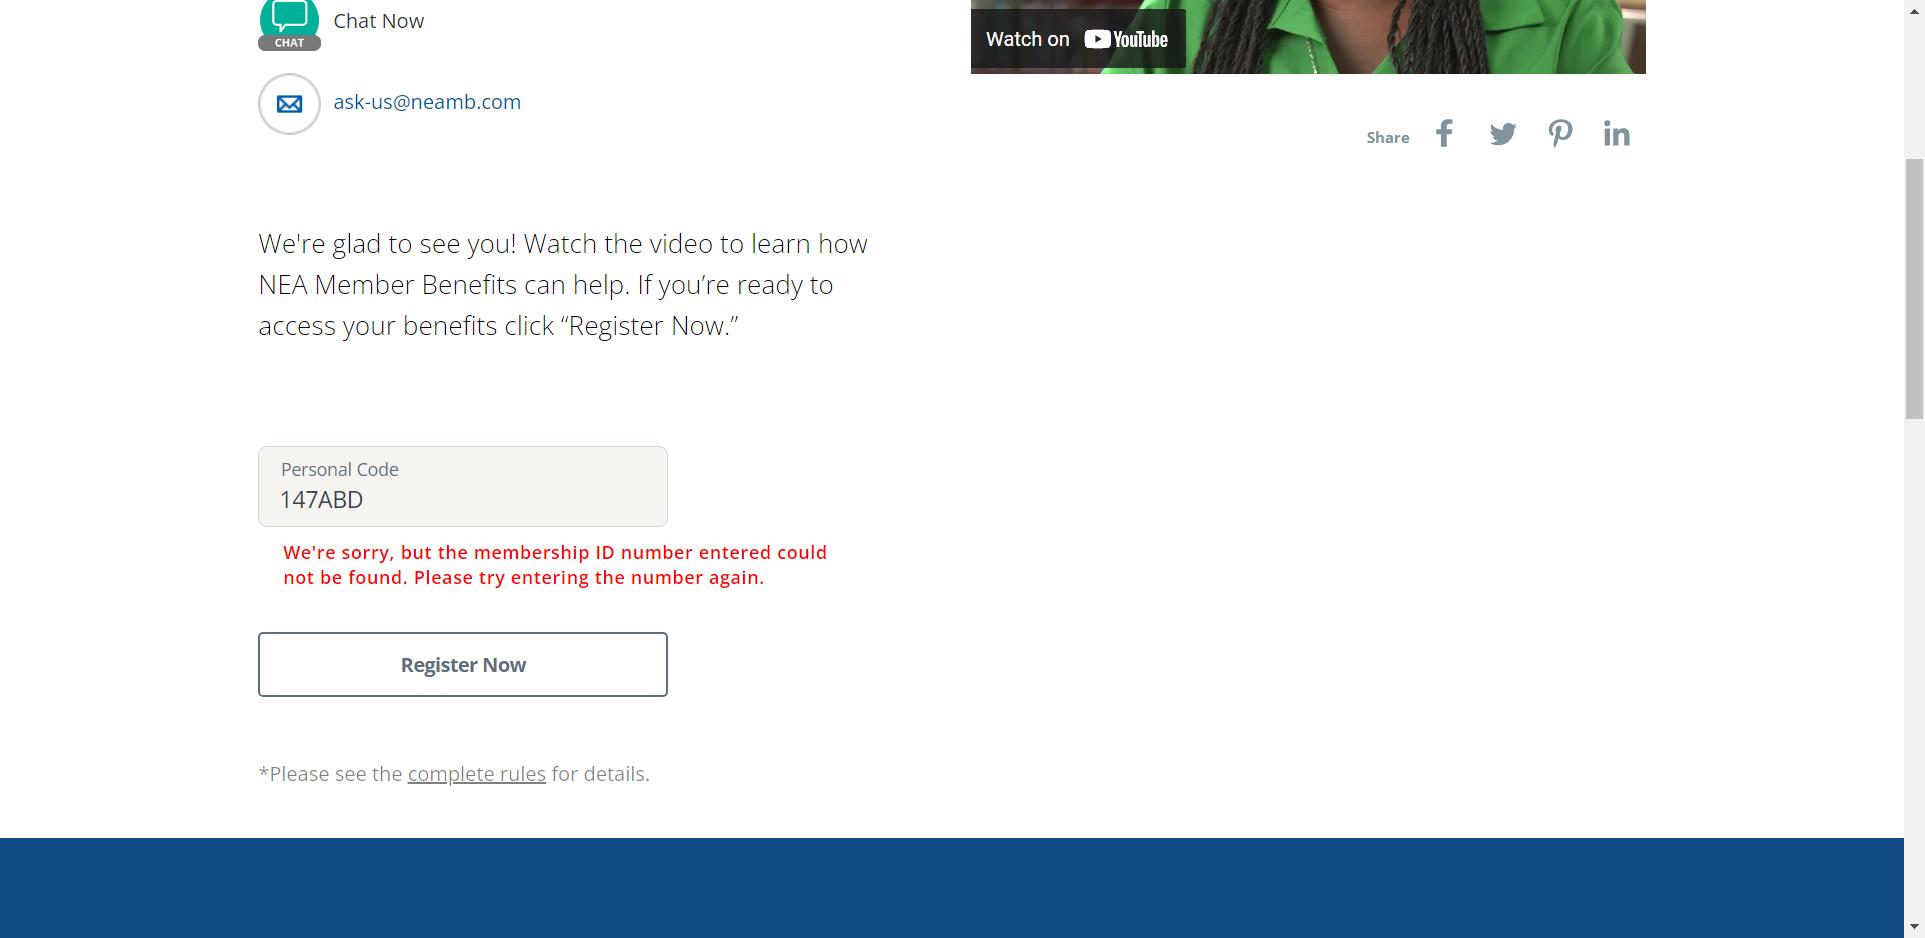 Chat Now
CHAT
ask-us@neamb.com
Watch on YouTube
Share
We're glad to see you! Watch the video to learn how
NEA Member Benefits can help. If you’re ready to
access your benefits click “Register Now.”
Personal Code
147ABD
We're sorry, but the membership ID number entered could
not be found. Please try entering the number again.
Register Now
*Please see the complete rules for details.